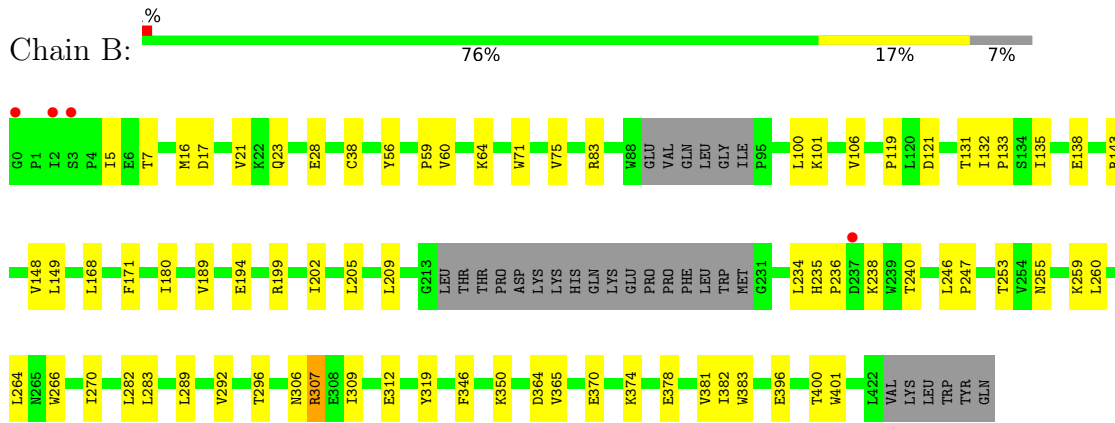 .%
Chain B:
76% 17% 7%
G0 P1 I2 S3 P4 I5 E6 T7 M16 D17 V21 K22 Q23 E28 C38 Y56 P59 V60 K64 W71 V75 R83 W88 GLU VAL GLN LEU GLY ILE P95 L100 K101 V106 P119 L120 D121 T131 I132 P133 S134 I135 E138 R143
V148 L149 L168 F171 I180 V189 E194 R199 I202 L205 L209 G213 LEU THR THR PRO ASP LYS LYS HIS GLN LYS GLU PRO PRO PHE LEU TRP MET G231 L234 H235 P236 D237 K238 W239 T240 L246 P247 T253 V254 N255 K259 L260
L264 N265 W266 I270 L282 L283 L289 V292 T296 N306 R307 E308 I309 E312 Y319 F346 K350 D364 V365 E370 K374 E378 V381 I382 W383 E396 T400 W401 L422 VAL LYS LEU TRP TYR GLN